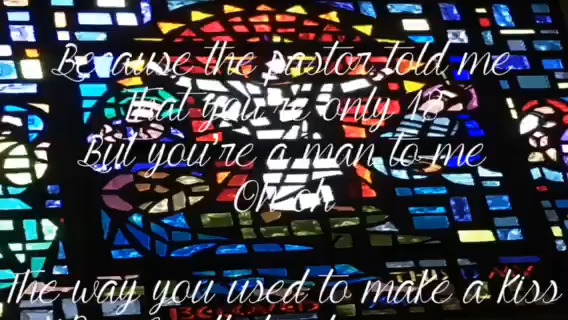 Because the pastor told me
that you're only 18
But you're a man to me
Oh oh
The way you used to make a kiss
BELOVED